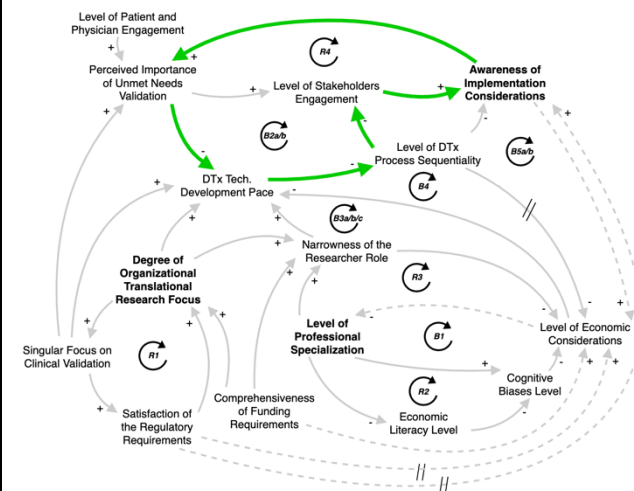 Level of Patient and
Physician Engagement
+
R4
+
Perceived Importance
of Unmet Needs
Validation
+
Level of Stakeholders
Engagement
+
Awareness of
Implementation
Considerations
+
+
-
-
B2a/b
-
Level of DTx
Process Sequentiality
B5a/b
-
DTx Tech.
Development Pace
+
-
-
B4
//
+
B3a/b/c
+
Degree of
Organizational
Translational
Research Focus
+
Narrowness of the
Researcher Role
+
+
R3
-
-
+
+
Level of
Professional
Specialization
-
B1
Level of Economic
Considerations
+
+
+
Singular Focus on
Clinical Validation
R1
+
-
-
Cognitive
Biases Level
R2
+
Satisfaction of
the Regulatory
Requirements
Comprehensiveness
of Funding
Requirements
-
Economic
Literacy Level
-
//
//